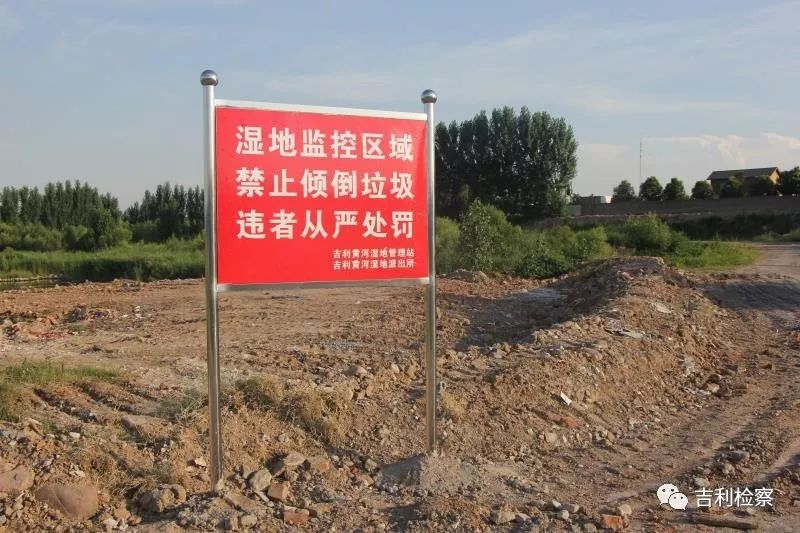 湿地监控区域
禁止倾倒垃圾
违者从严处罚
吉利黄河湿地管理站
吉利黄河湿地派出所
吉利检察